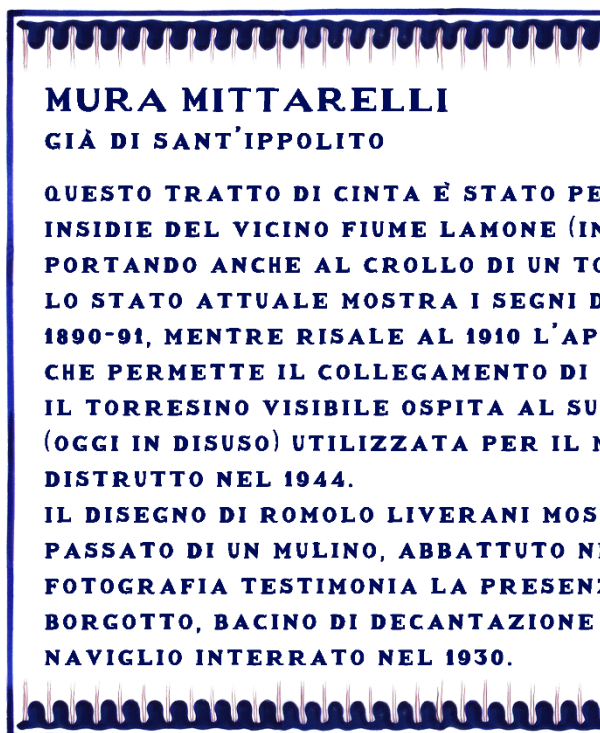 MURA MITTARELLI
GIÀ DI SANT'IPPOLITO
QUESTO TRATTO DI CINTA È STATO PE
INSIDIE DEL VICINO FIUME LAMONE (IN
PORTANDO ANCHE AL CROLLO DI UN TO
LO STATO ATTUALE MOSTRA I SEGNI D
1890-91, MENTRE RISALE AL 1910 L'AP
CHE PERMETTE IL COLLEGAMENTO DI
IL TORRESINO VISIBILE OSPITA AL SU
(OGGI IN DISUSO) UTILIZZATA PER IL
DISTRUTTO NEL 1944.
IL DISEGNO DI ROMOLO LIVERANI MOS
PASSATO DI UN MULINO, ABBATTUTO N
FOTOGRAFIA TESTIMONIA LA PRESEN
BORGOTTO, BACINO DI DECANTAZIONE
NAVIGLIO INTERRATO NEL 1930.